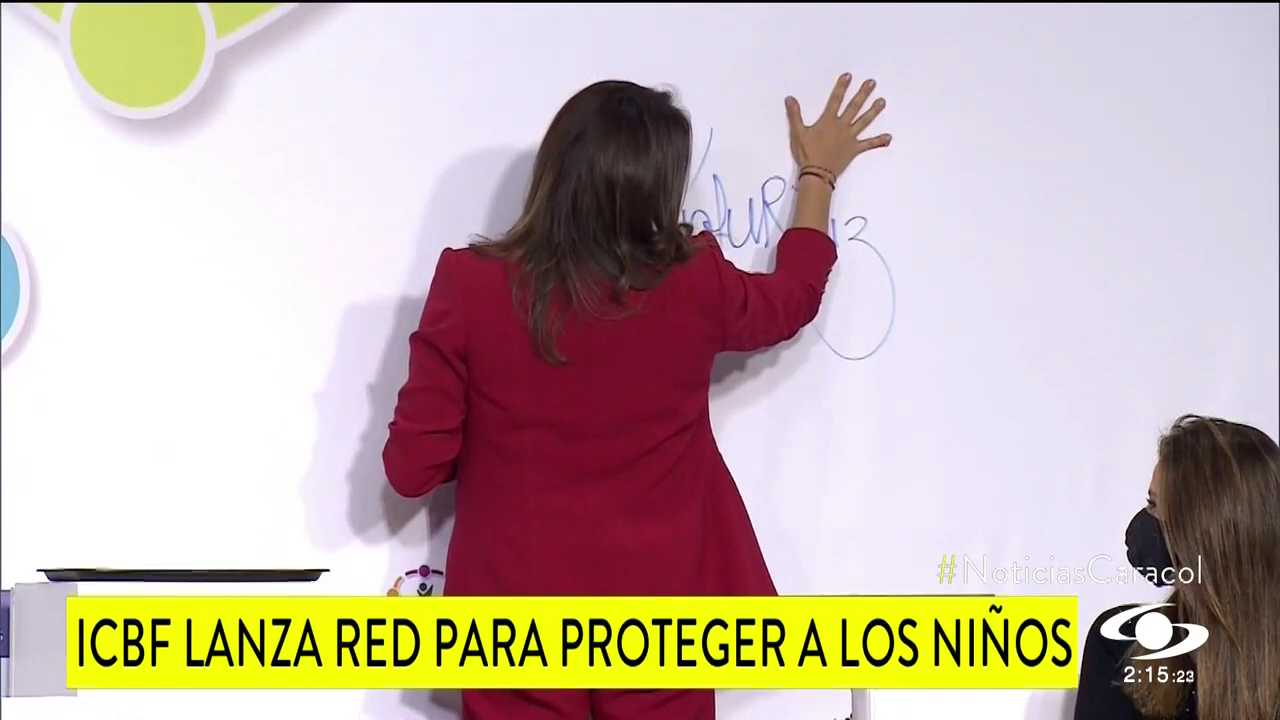 #NoticiasCaracol
ICBF LANZA RED PARA PROTEGER A LOS NIÑOS
2:15:23